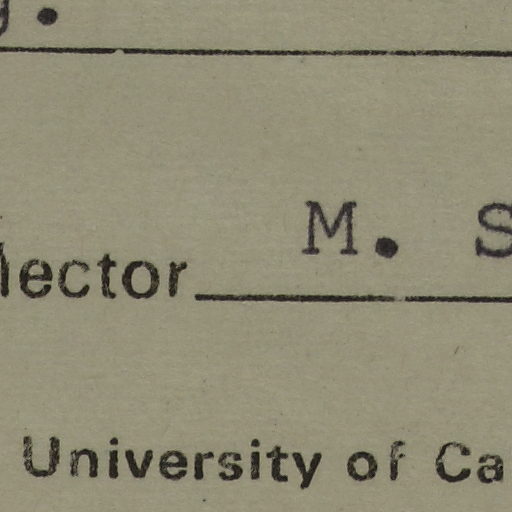 lector M. S
University of Ca